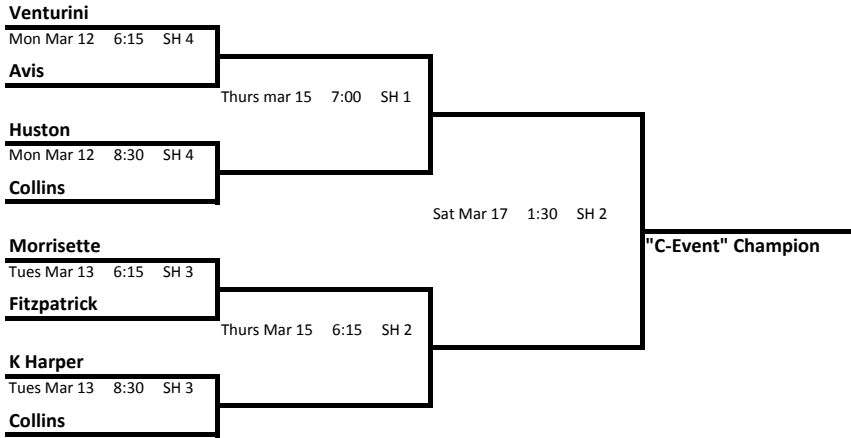 Venturini
Mon Mar 12 6:15 SH 4
Avis
Thurs mar 15 7:00 SH 1
Huston
Mon Mar 12 8:30 SH 4
Collins
Sat Mar 17 1:30 SH 2
"C-Event" Champion
Morrisette
Tues Mar 13 6:15 SH 3
Fitzpatrick
Thurs Mar 15 6:15 SH 2
K Harper
Tues Mar 13 8:30 SH 3
Collins